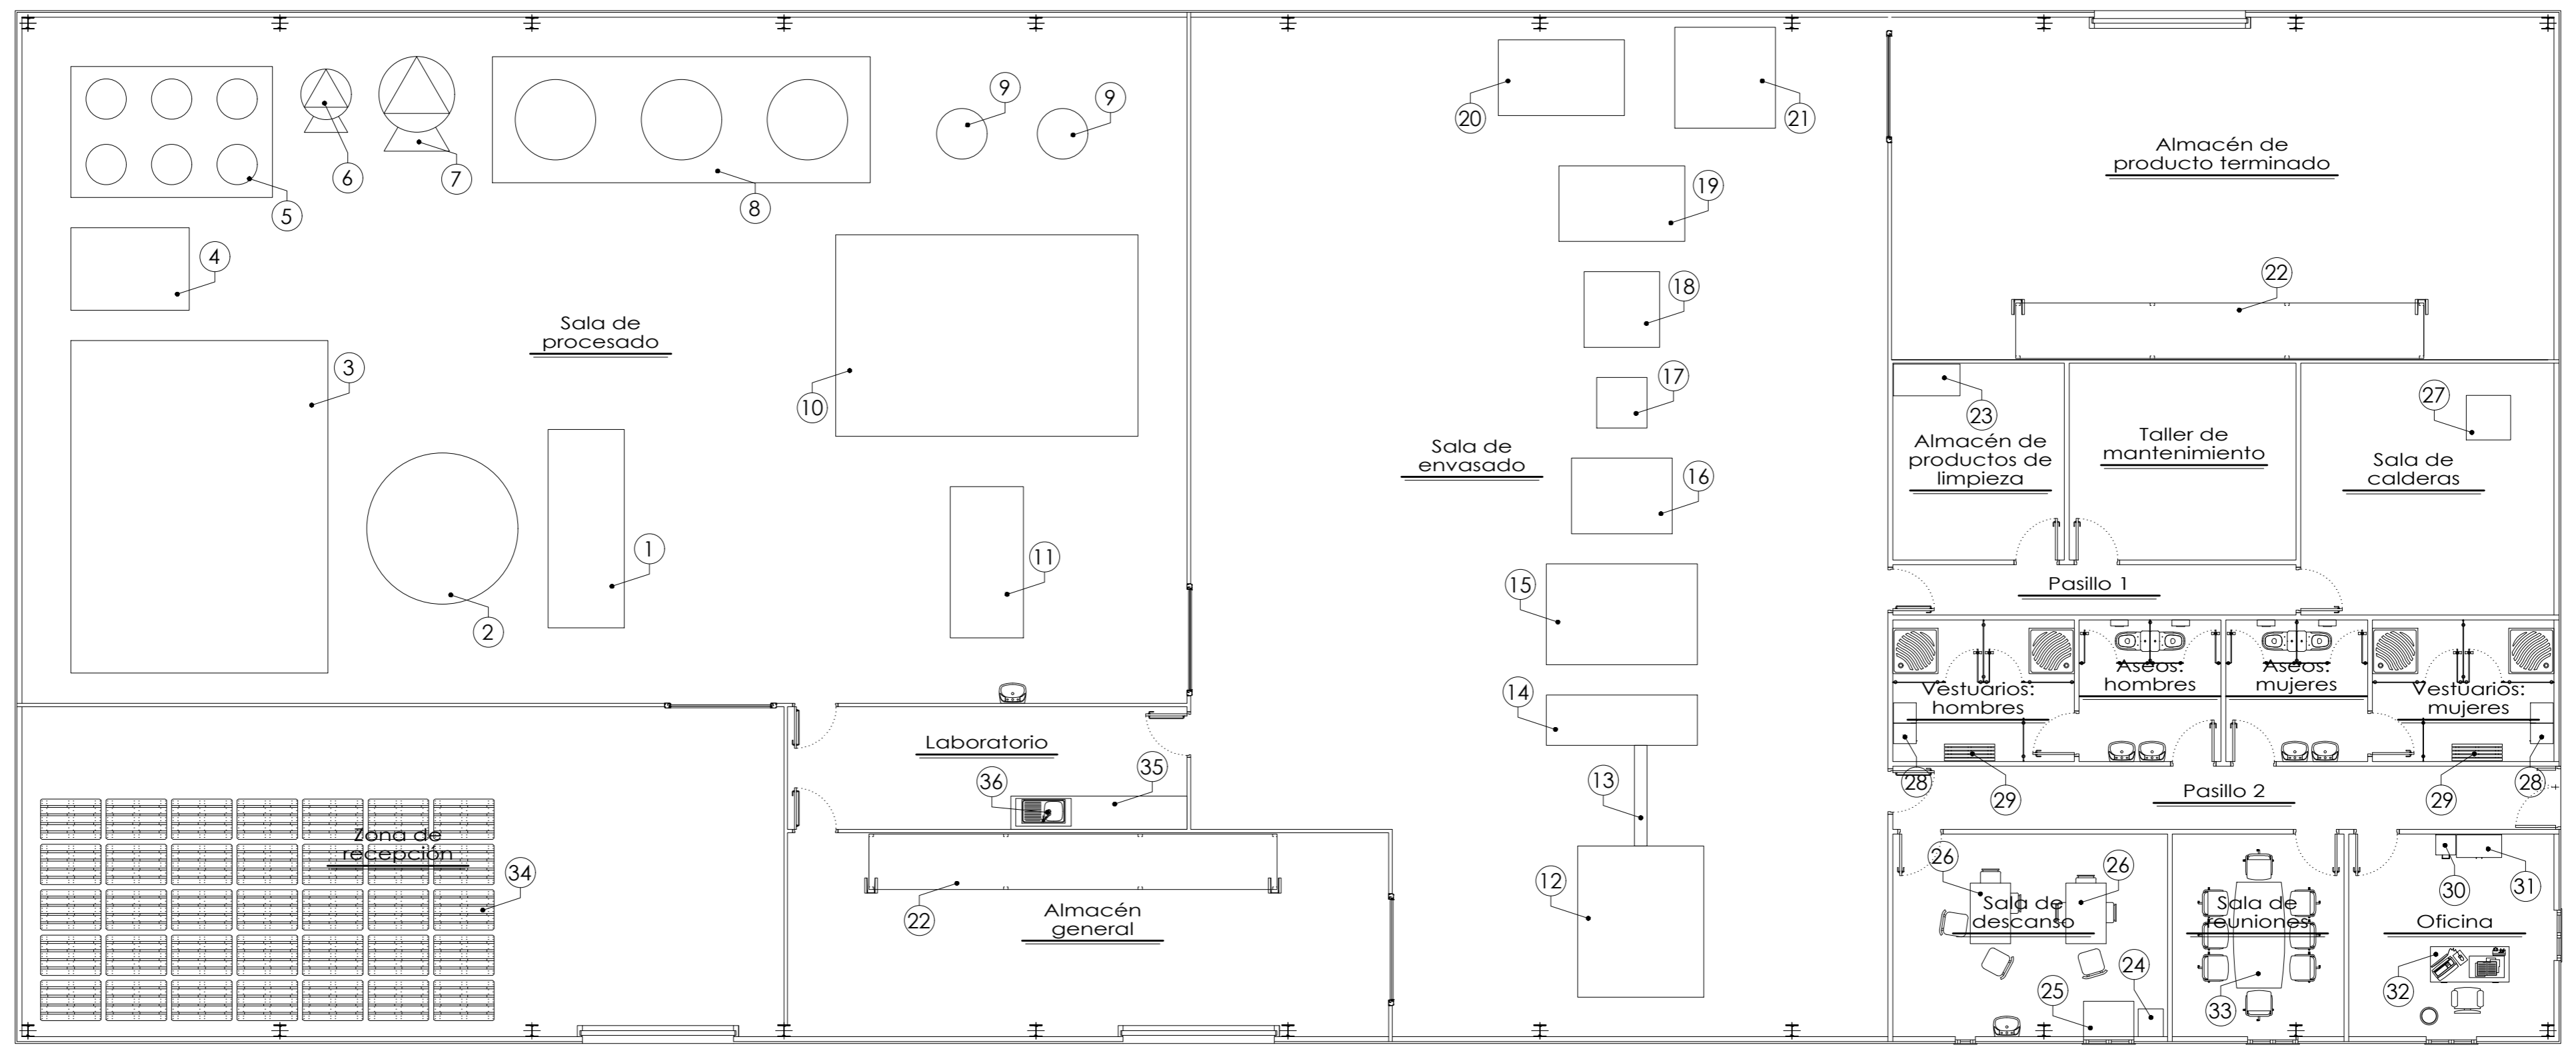 20
21
9
9
6
7
5
8
Almacén de
producto terminado
19
4
22
18
Sala de
procesado
3
10
17
23
27
Sala de
envasado
Almacén de
productos de
limpieza
Taller de
mantenimiento
Sala de
calderas
16
1
11
2
15
Pasillo 1
14
Vestuarios:
hombres
Aseos:
hombres
Aseos:
mujeres
Vestuarios:
mujeres
Laboratorio
35
36
13
28
29
Pasillo 2
29
28
Zona de
recepción
34
22
Almacén
general
12
26
26
Sala de
descanso
25
24
Sala de
reuniones
33
30
31
Oficina
32